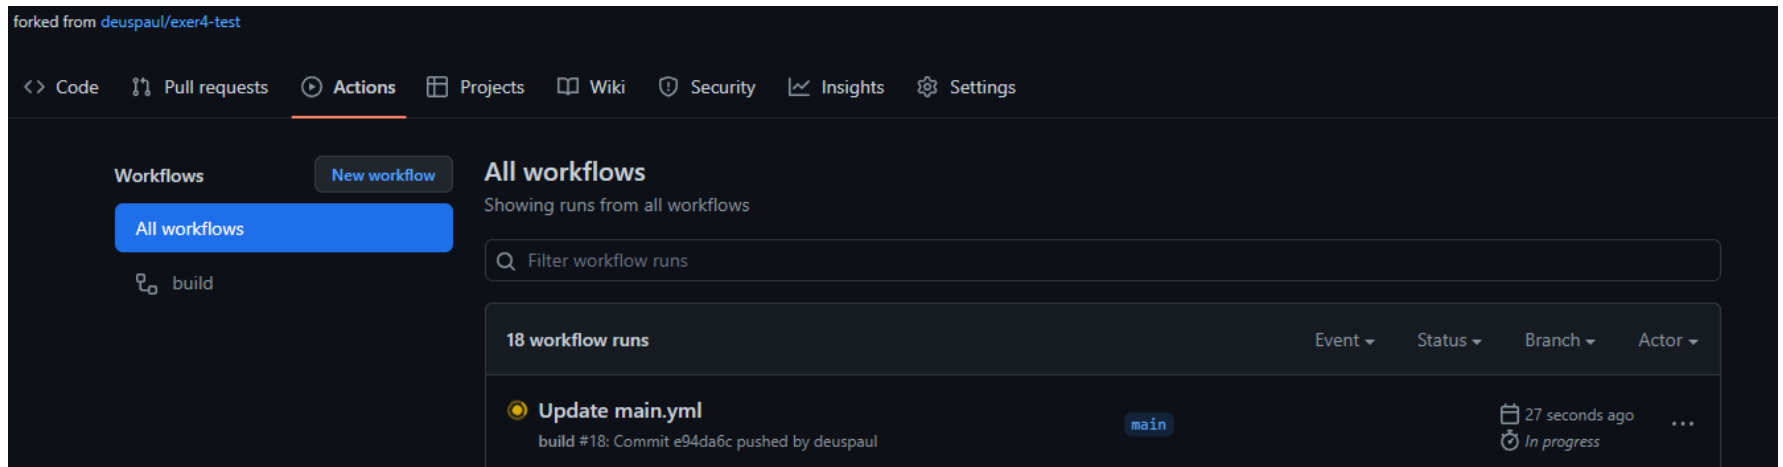 forked from deuspaul/exer4-test
<> Code Pull requests Actions Projects Wiki Security Insights Settings
Workflows New workflow
All workflows
build
All workflows
Showing runs from all workflows
Filter workflow runs
18 workflow runs Event Status Branch Actor
Update main.yml
build #18: Commit e94da6c pushed by deuspaul
main
27 seconds ago
In progress